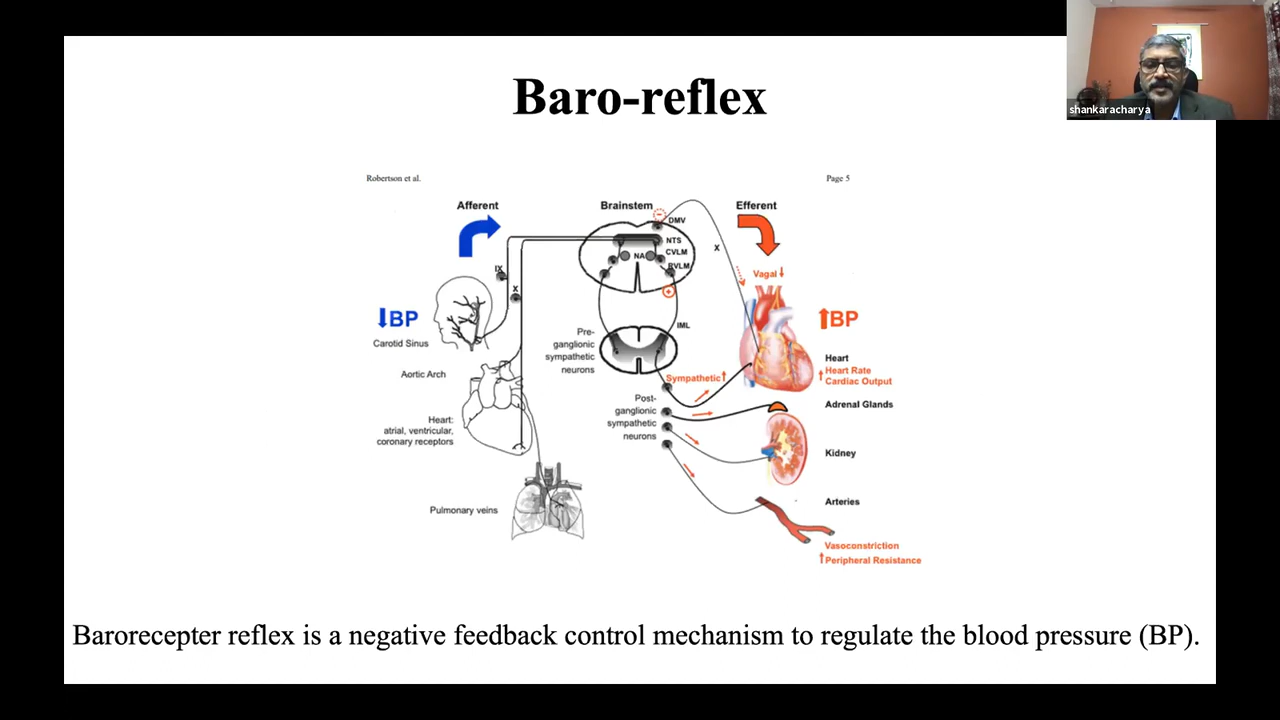 shankaracharya
Baro-reflex
Robertson et al.
Page 5
Afferent
Brainstem
Efferent
DMV
NTS
CVLM
NA
RVLM
IX
X
X
Vagal
BP
Carotid Sinus
Aortic Arch
Heart:
atrial, ventricular,
coronary receptors
Pulmonary veins
IML
Pre-
ganglionic
sympathetic
neurons
Sympathetic
Post-
ganglionic
sympathetic
neurons
BP
Heart
Heart Rate
Cardiac Output
Adrenal Glands
Kidney
Arteries
Vasoconstriction
Peripheral Resistance
Barorecepter reflex is a negative feedback control mechanism to regulate the blood pressure (BP).